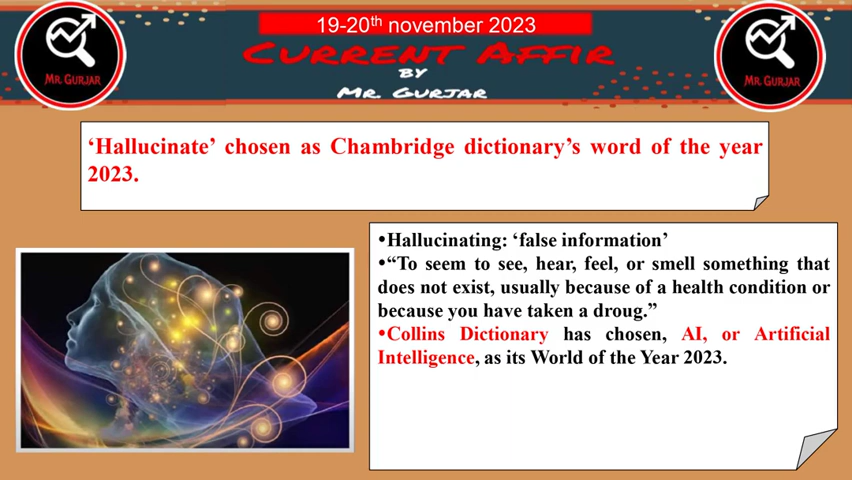 19-20th november 2023
Current Affir
by
Mr. Gurjar
Mr. Gurjar
Mr. Gurjar
‘Hallucinate’ chosen as Chambridge dictionary’s word of the year
2023.
•Hallucinating: ‘false information’
•“To seem to see, hear, feel, or smell something that
does not exist, usually because of a health condition or
because you have taken a droug.”
•Collins Dictionary has chosen, AI, or Artificial
Intelligence, as its World of the Year 2023.